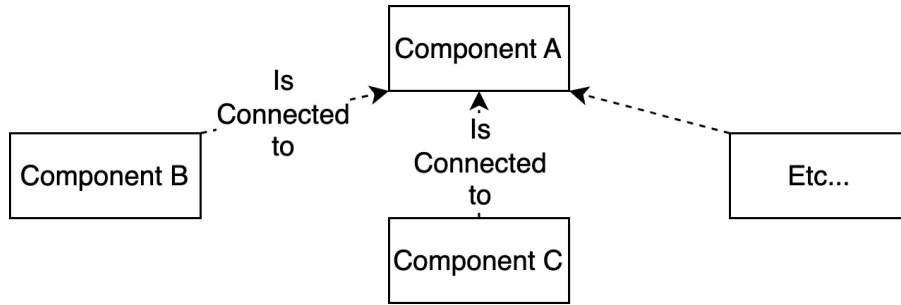 Component A
Is
Connected
to
Is
Connected
to
Component B
Etc...
Component C